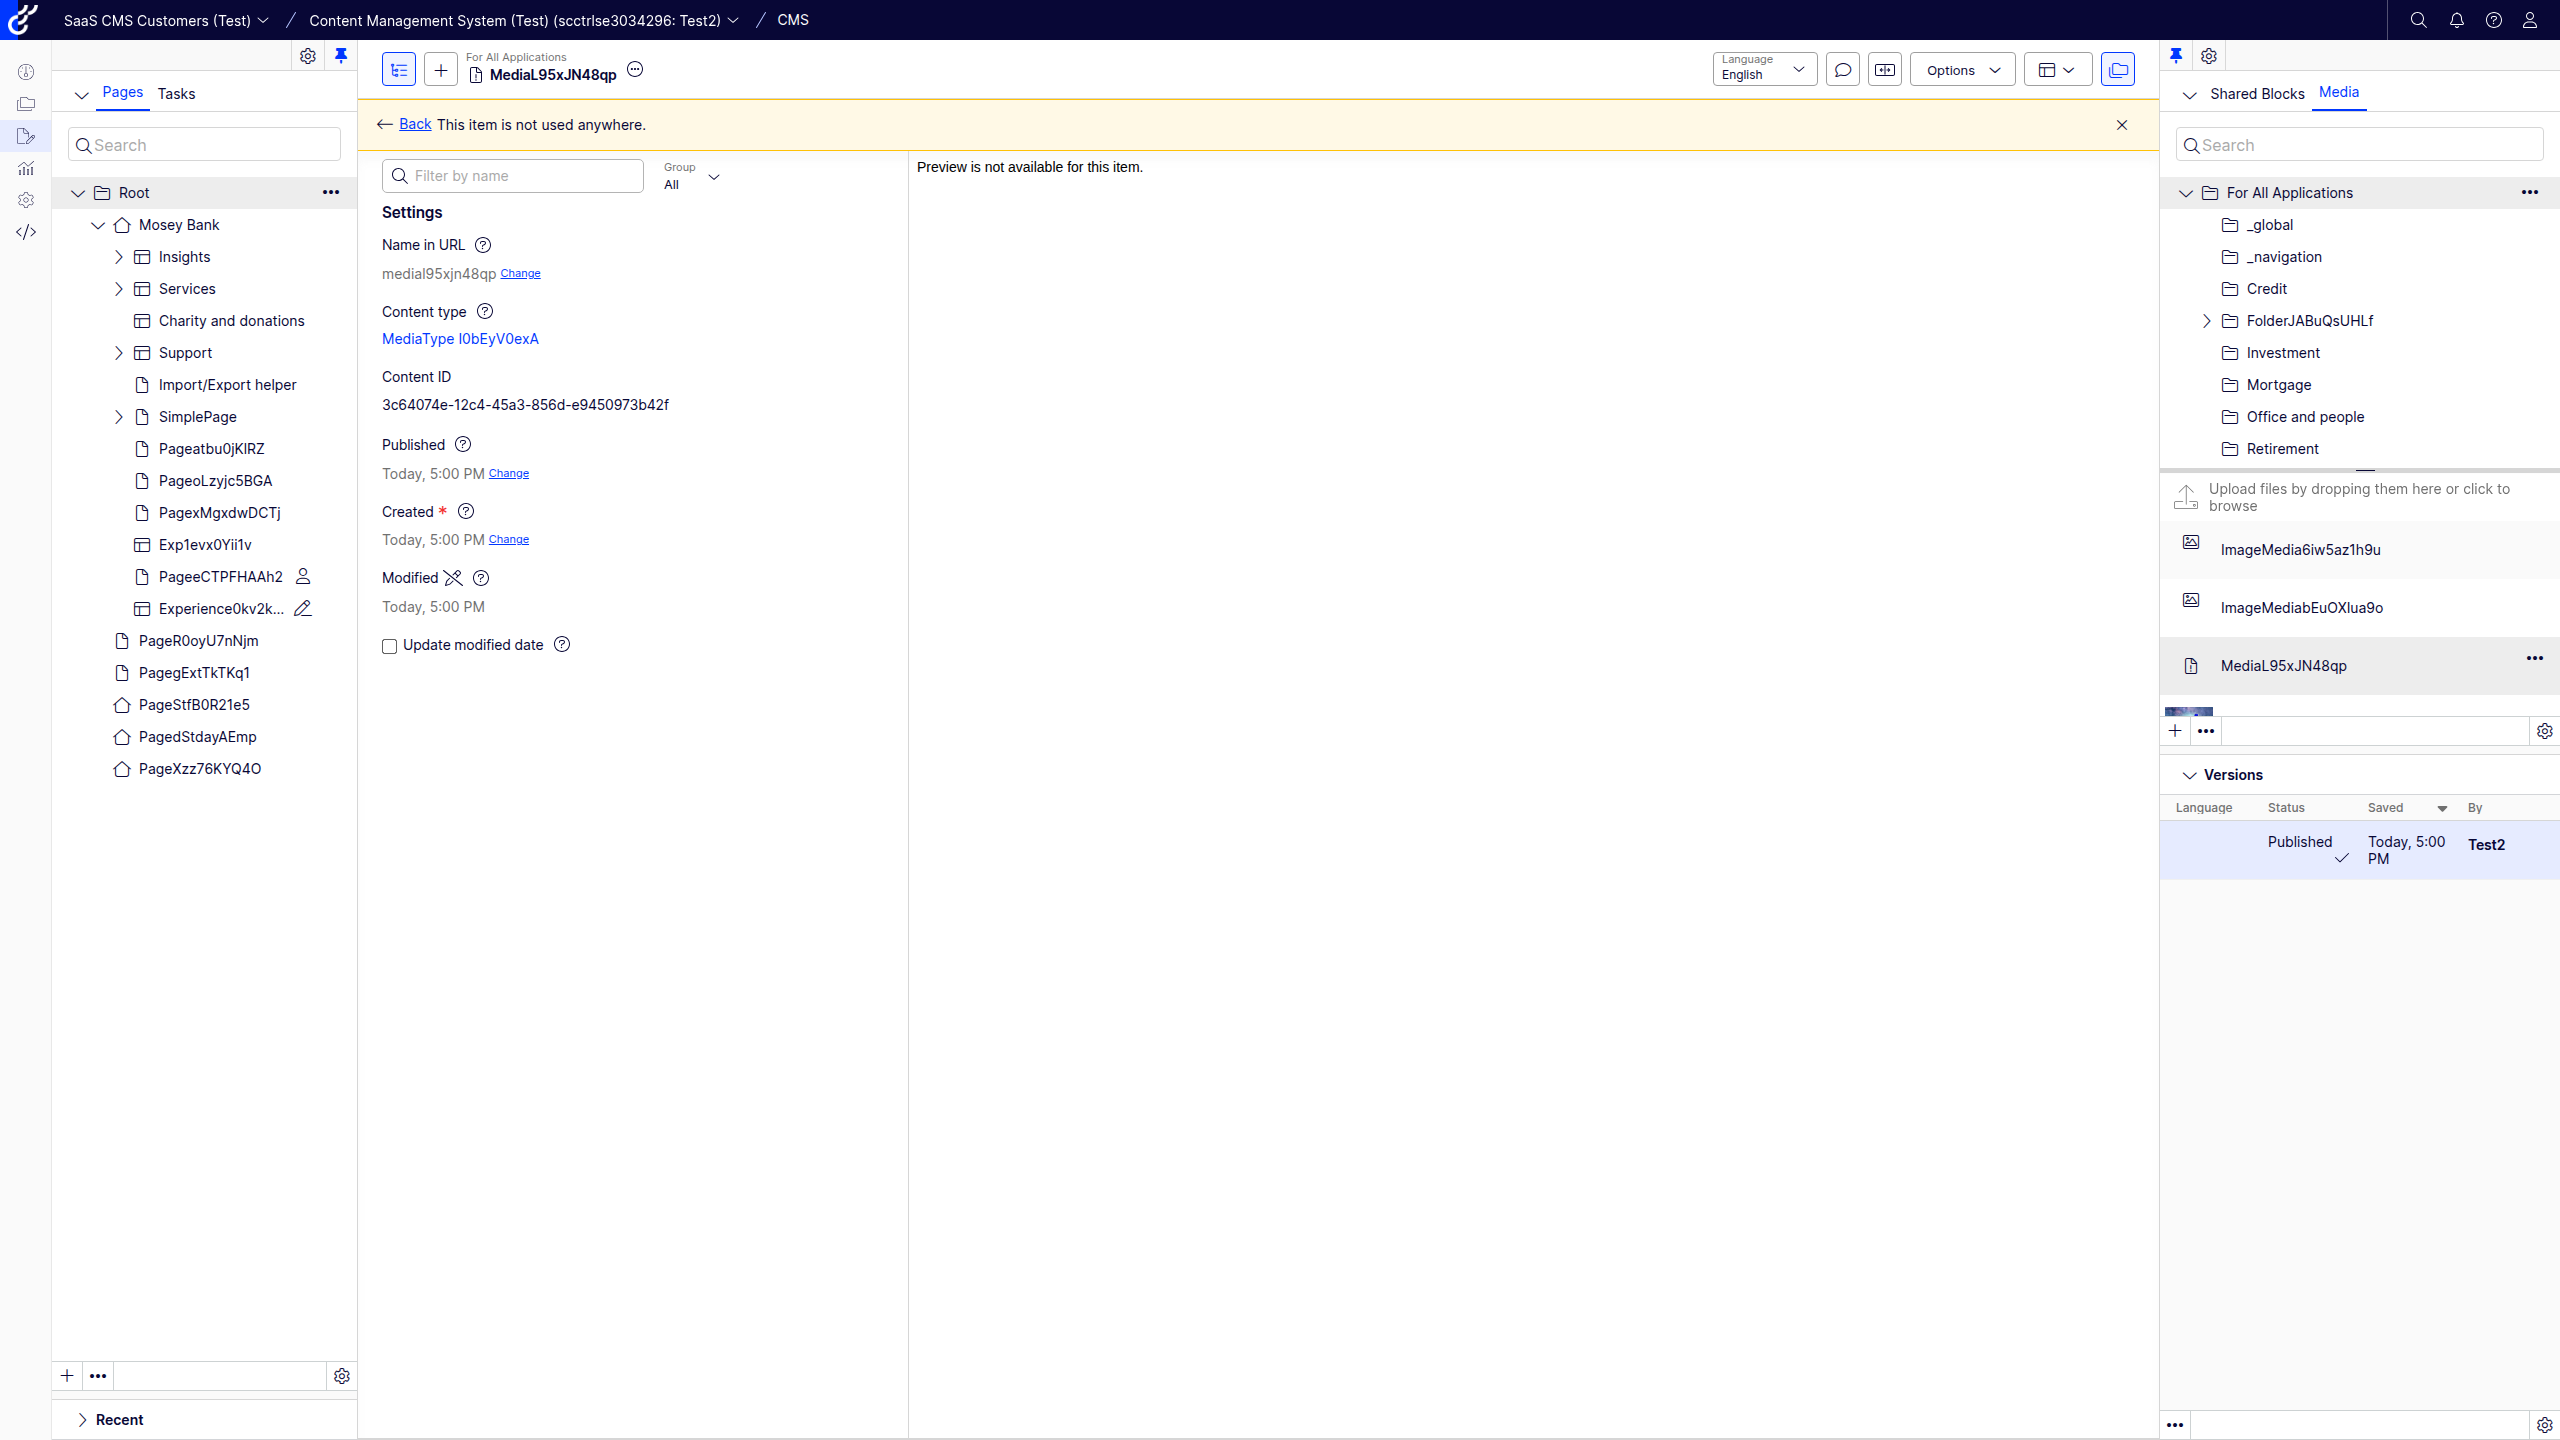 SaaS CMS Customers (Test)
Content Management System (Test) (scctrlse3034296: Test2)
CMS
Pages
Tasks
Search
Root
Mosey Bank
Insights
Services
Charity and donations
Support
Import/Export helper
SimplePage
Pageatbu0jKlRZ
PageoLzyjc5BGA
PagexMgxdwDCTj
Exp1evx0Yii1v
PageeCTPFHAAh2
Experience0kv2k...
PageR0oyU7nNjm
PagegExtTkTKq1
PageStfB0R21e5
PagedStdayAEmp
PageXzz76KYQ4O
Recent
For All Applications
MediaL95xJN48qp
Language
English
Options
Back This item is not used anywhere.
Filter by name
Group
All
Settings
Name in URL
medial95xjn48qp Change
Content type
MediaType I0bEyV0exA
Content ID
3c64074e-12c4-45a3-856d-e9450973b42f
Published
Today, 5:00 PM Change
Created *
Today, 5:00 PM Change
Modified
Today, 5:00 PM
Update modified date
Preview is not available for this item.
Shared Blocks
Media
Search
For All Applications
_global
_navigation
Credit
FolderJABuQsUHLf
Investment
Mortgage
Office and people
Retirement
Upload files by dropping them here or click to
browse
ImageMedia6iw5az1h9u
ImageMediabEuOXlua9o
MediaL95xJN48qp
Versions
Language Status Saved By
Published Today, 5:00 PM Test2